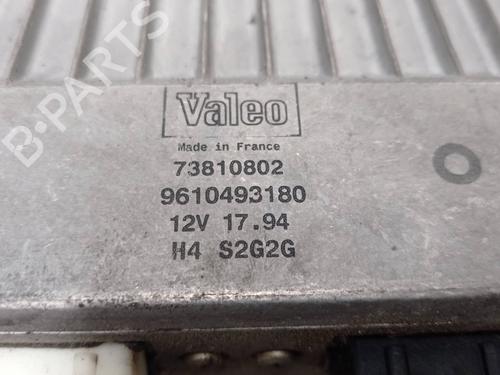 Valeo
Made in France
73810802
9610493180
12V 17.94
H4 S2G2G
B-PARTS